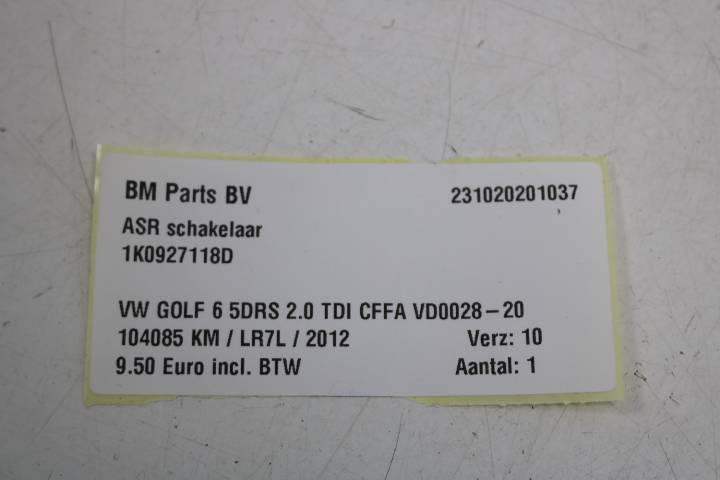 BM Parts BV 231020201037
ASR schakelaar
1K0927118D
VW GOLF 6 5DRS 2.0 TDI CFFA VD0028-20
104085 KM / LR7L / 2012 Verz: 10
9.50 Euro incl. BTW Aantal: 1